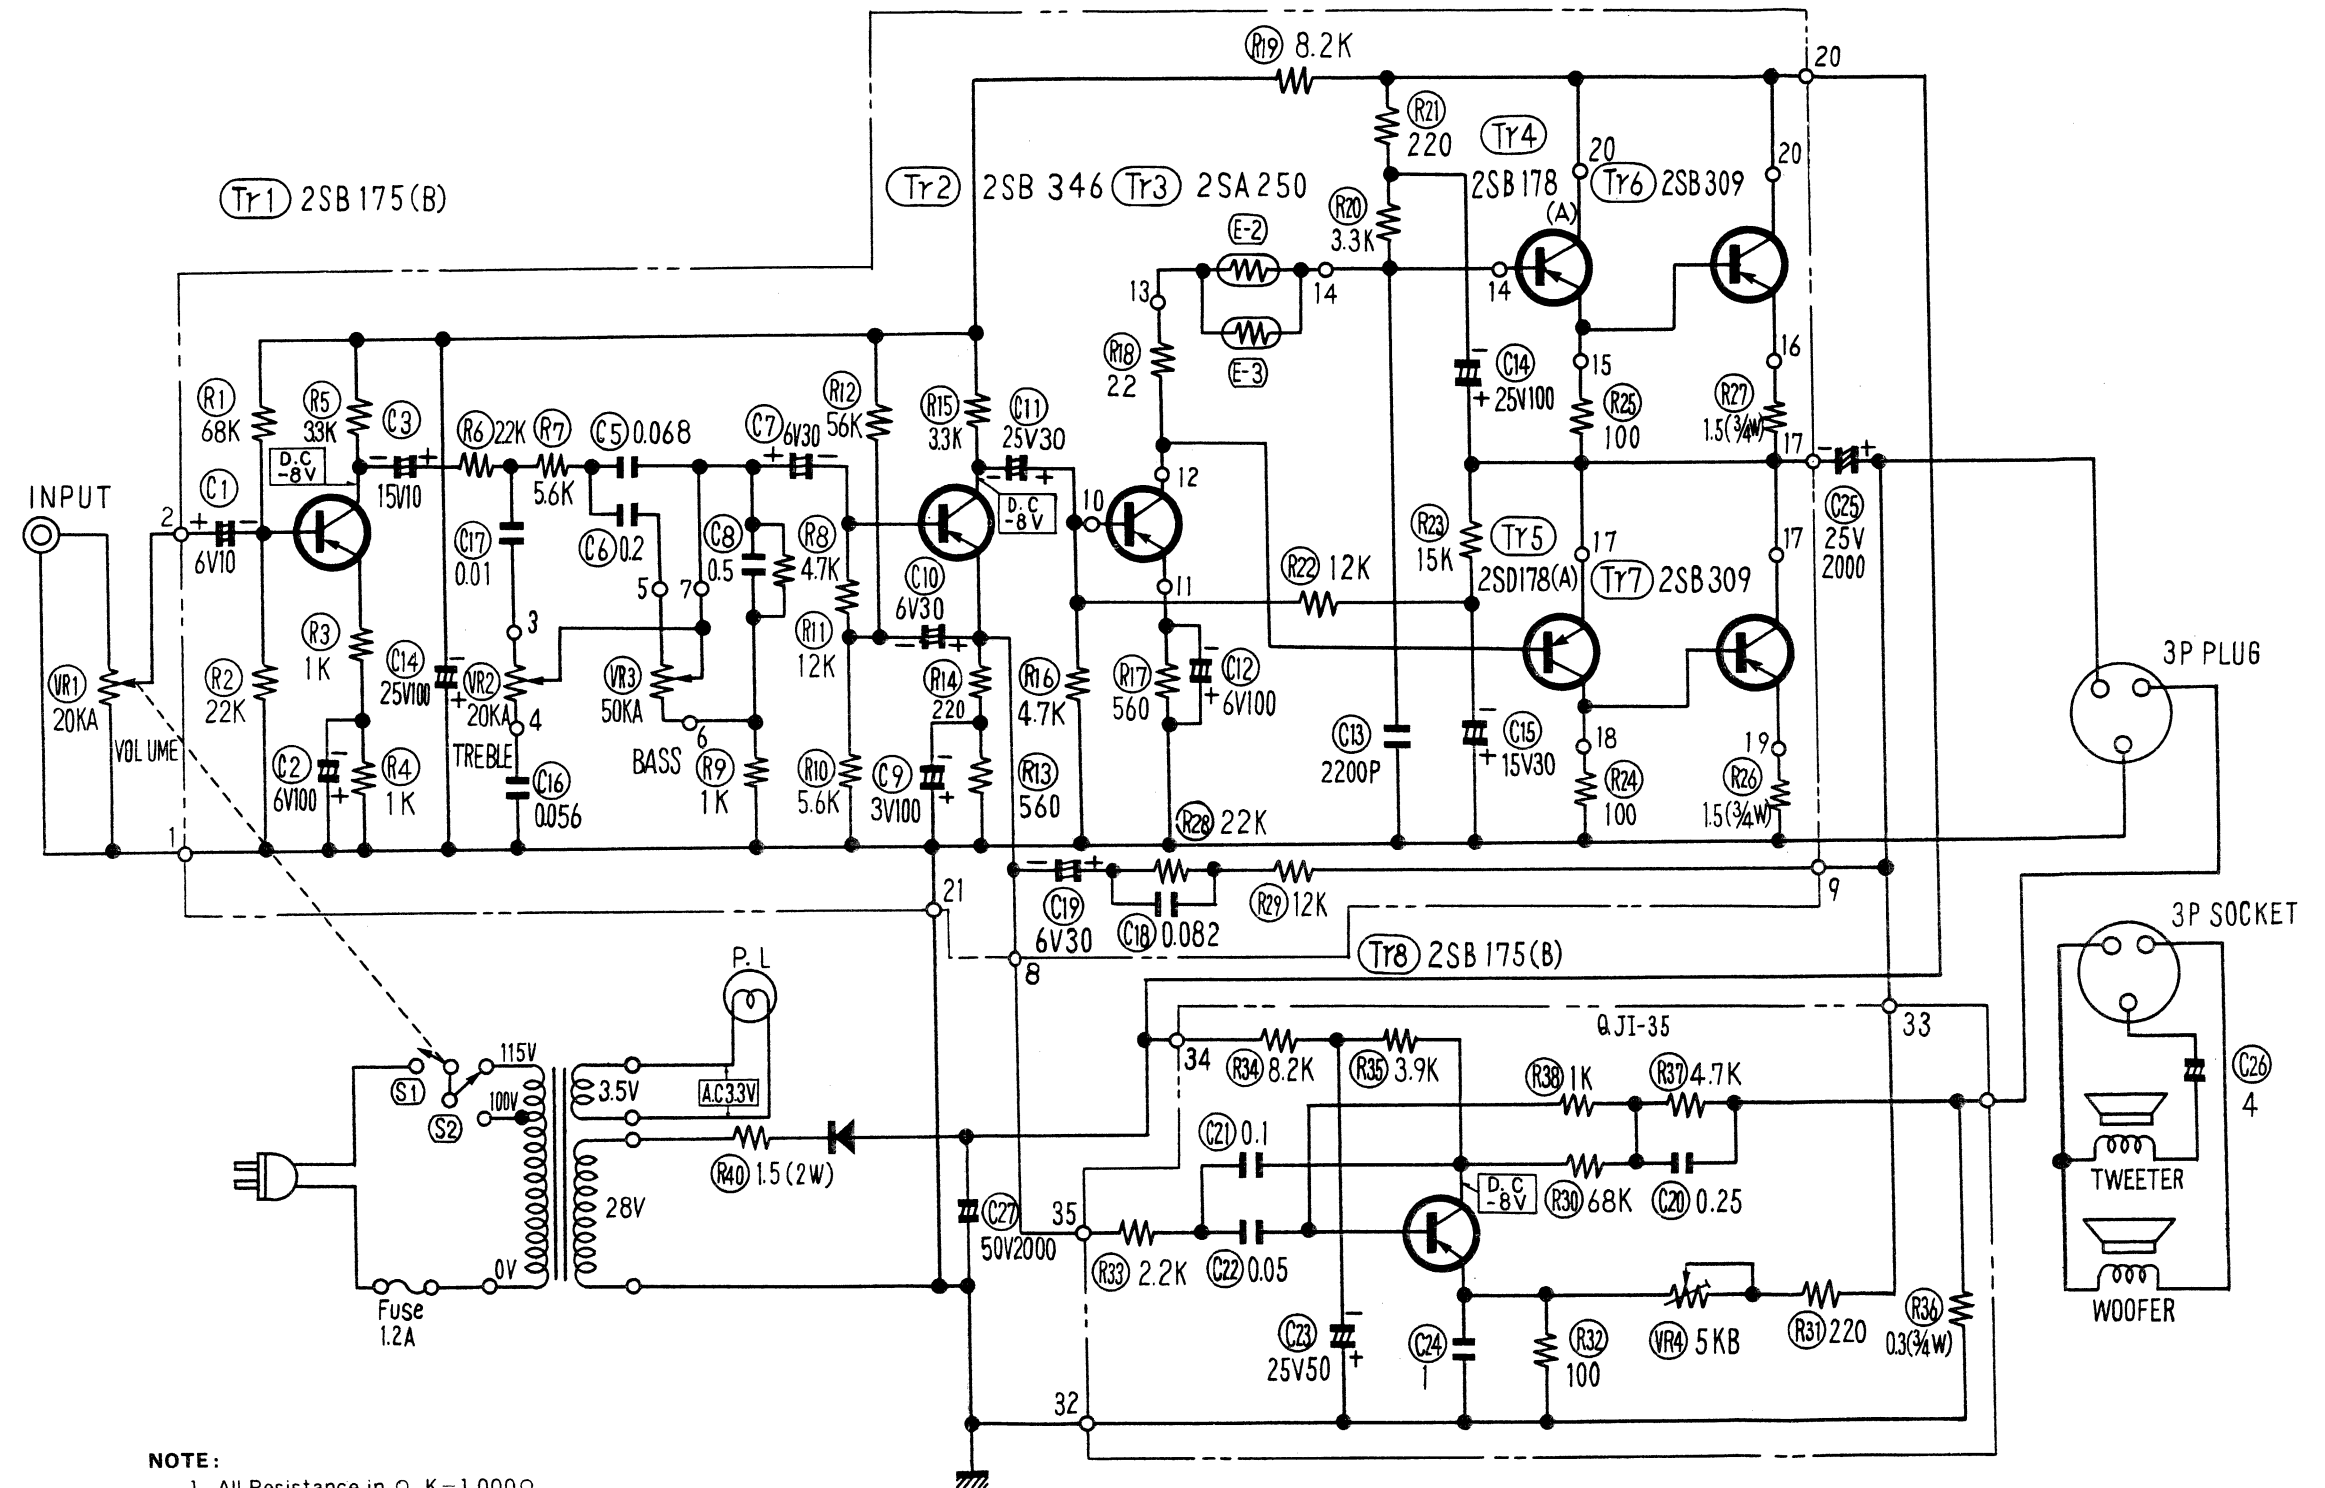 R19 8.2K
20
R21
220
Tr4
20
20
Tr1 2SB175(B)
Tr2 2SB346
Tr3 2SA250
2SB178
(A)
Tr6 2SB309
R20
3.3K
E-2
13
14
14
E-3
R18
22
15
16
C14
25V100
R25
100
R27
1.5(¾W)
17
R1
68K
R5
33K
C3
15V10
R6 22K
R7
5.6K
C5 0.068
C7
6V30
R12
56K
R15
33K
C11
25V30
D.C
-8V
D.C
-8V
INPUT
2
C1
6V10
C17
0.01
C6 0.2
C8
0.5
R8
4.7K
10
12
11
R23
15K
Tr5
17
17
C25
25V
2000
R22 12K
2SD178(A)
Tr7 2SB309
5
7
C10
6V30
3
R3
1K
R11
12K
VR1
20KA
VOLUME
R2
22K
C14
25V100
VR2
20KA
4
TREBLE
VR3
50KA
6
BASS
R14
220
R16
4.7K
R17
560
C12
6V100
3P PLUG
18
19
C2
6V100
R4
1K
C16
0.056
R9
1K
R10
5.6K
C9
3V100
R13
560
C13
2200P
C15
15V30
R24
100
R26
1.5(¾W)
1
R28 22K
21
C19
6V30
C18 0.082
R29 12K
9
3P SOCKET
8
Tr8 2SB175(B)
P.L
QJI-35
33
34
R34 8.2K
R35 3.9K
R38 1K
R37 4.7K
C26
4
S1
115V
100V
S2
3.5V
A.C3.3V
C21 0.1
TWEETER
R40 1.5(2W)
D.C
-8V
R30 68K
C20 0.25
28V
C27
50V2000
35
R33 2.2K
C22 0.05
0V
Fuse
1.2A
WOOFER
C23
25V50
C24
1
R32
100
VR4 5KB
R31 220
R36
0.3(¾W)
32
NOTE:
1. All Resistance in Ω, K=1,000Ω